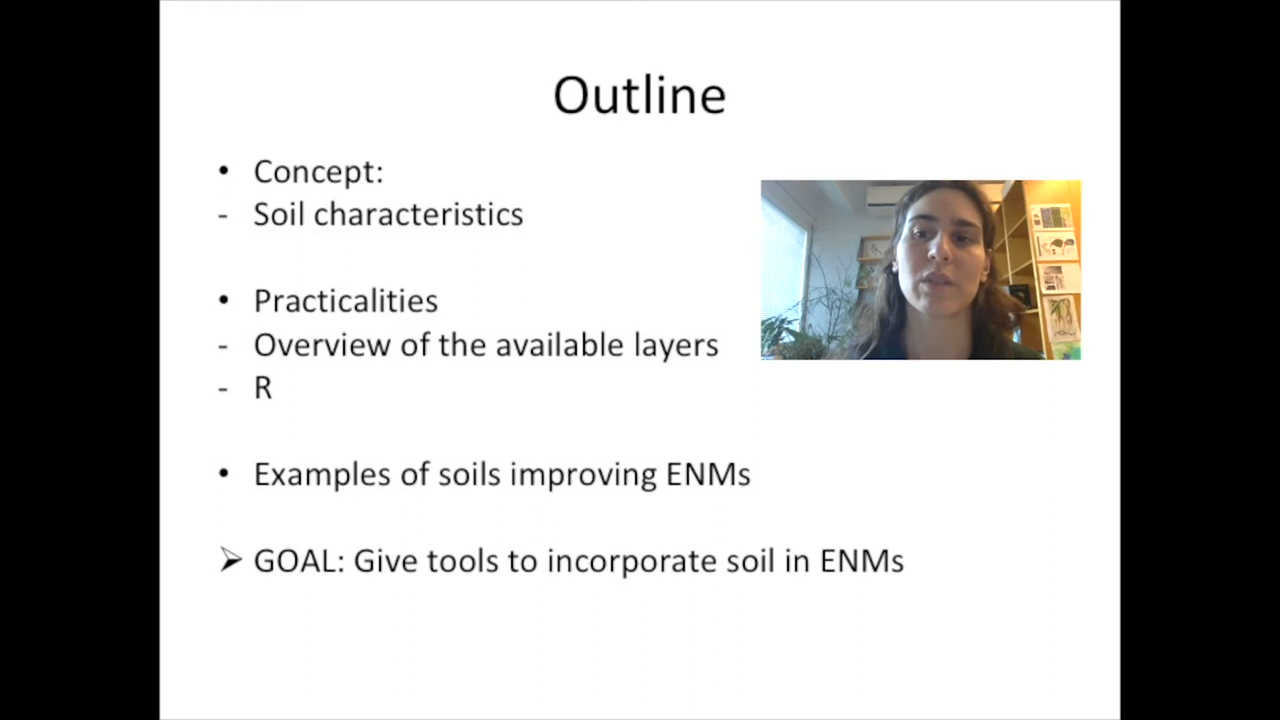 Outline
• Concept:
- Soil characteristics
• Practicalities
- Overview of the available layers
- R
• Examples of soils improving ENMs
➢ GOAL: Give tools to incorporate soil in ENMs